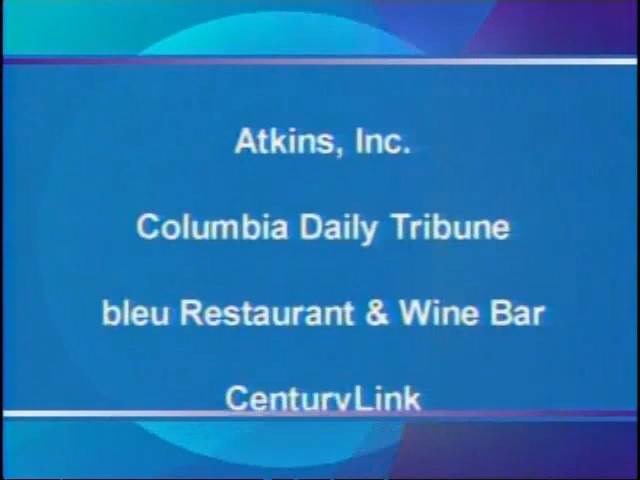 Atkins, Inc.
Columbia Daily Tribune
bleu Restaurant & Wine Bar
CenturyLink